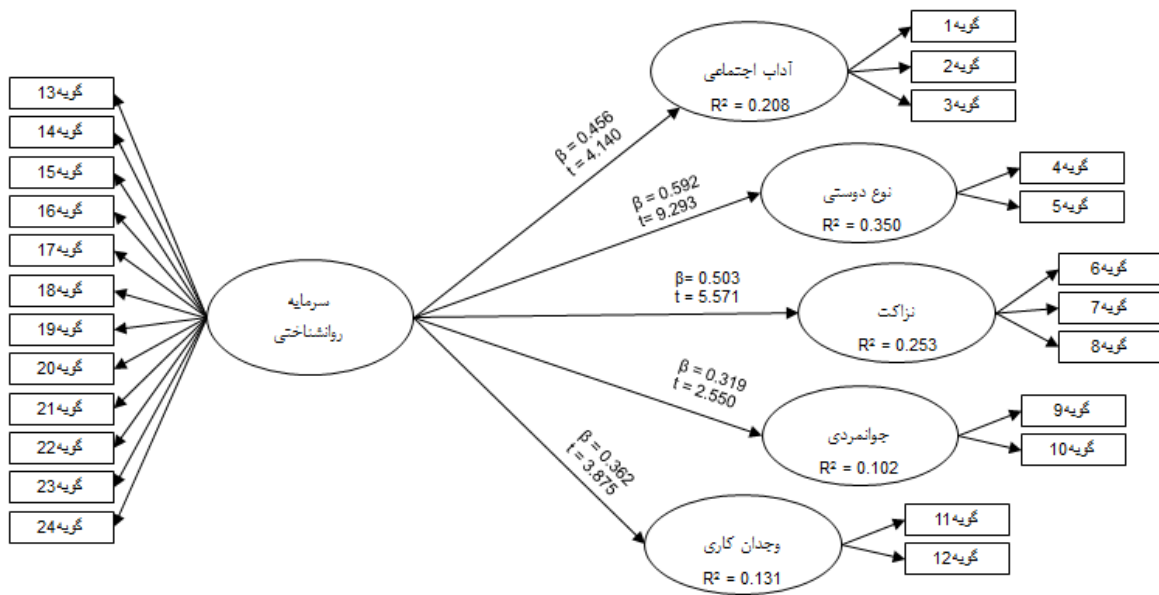 گویه1
گویه2
گویه3
آداب اجتماعی
R² = 0.208
β = 0.456
t = 4.140
گویه4
گویه5
نوع دوستی
R² = 0.350
β = 0.592
t= 9.293
گویه6
گویه7
گویه8
نزاکت
R² = 0.253
β= 0.503
t = 5.571
گویه9
گویه10
جوانمردی
R² = 0.102
β = 0.319
t = 2.550
گویه11
گویه12
وجدان کاری
R² = 0.131
β = 0.362
t = 3.875
سرمایه
روانشناختی
گویه13
گویه14
گویه15
گویه16
گویه17
گویه18
گویه19
گویه20
گویه21
گویه22
گویه23
گویه24